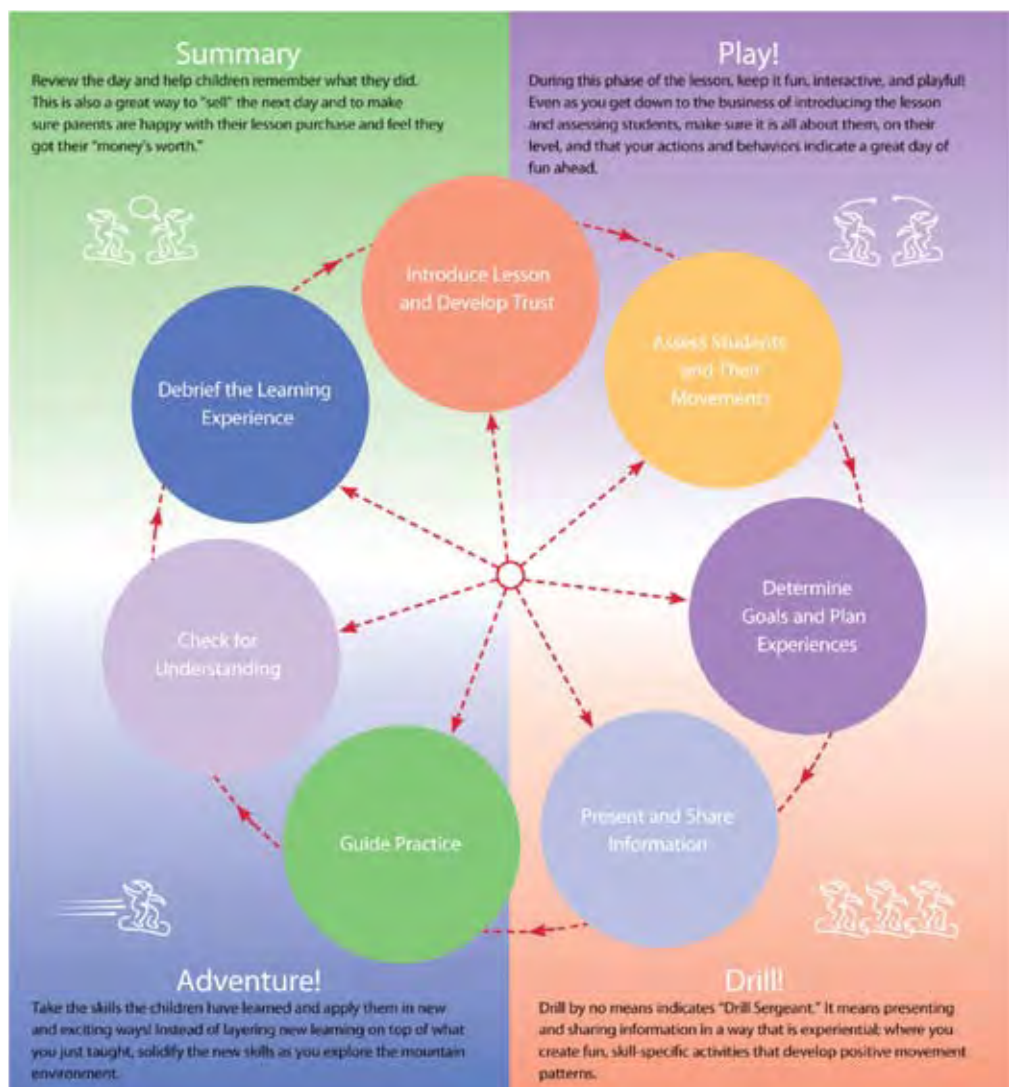 Summary
Review the day and help children remember what they did.
This is also a great way to "sell" the next day and to make
sure parents are happy with their lesson purchase and feel they
got their "money's worth."
Play!
During this phase of the lesson, keep it fun, interactive, and playful!
Even as you get down to the business of introducing the lesson
and assessing students, make sure it is all about them, on their
level, and that your actions and behaviors indicate a great day of
fun ahead.
Introduce Lesson
and Develop Trust
Assess Students
and Their
Movements
Determine
Goals and Plan
Experiences
Present and Share
Information
Guide Practice
Check for
Understanding
Debrief the Learning
Experience
Adventure!
Take the skills the children have learned and apply them in new
and exciting ways! Instead of layering new learning on top of what
you just taught, solidify the new skills as you explore the mountain
environment.
Drill!
Drill by no means indicates "Drill Sergeant." It means presenting
and sharing information in a way that is experiential; where you
create fun, skill-specific activities that develop positive movement
patterns.